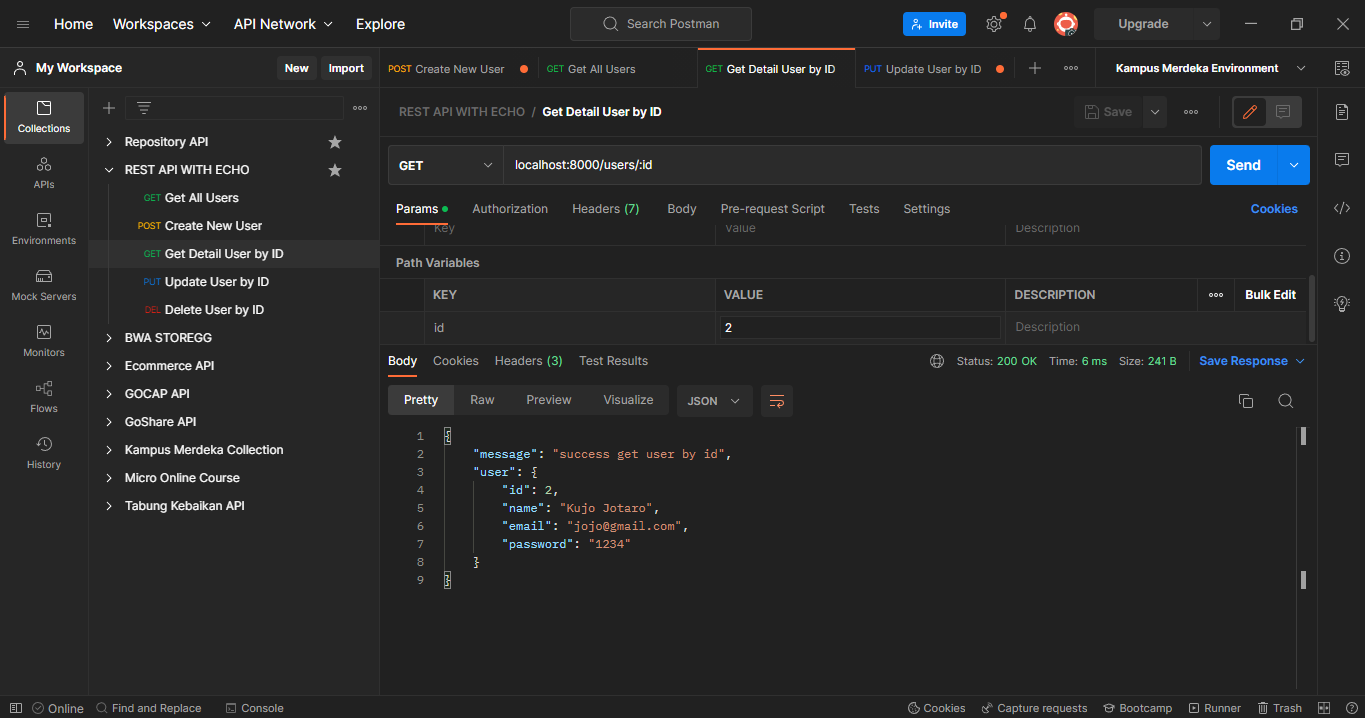 Home Workspaces API Network Explore Search Postman Invite Upgrade
My Workspace New Import POST Create New User GET Get All Users GET Get Detail User by ID PUT Update User by ID Kampus Merdeka Environment
Collections
APIs
Environments
Mock Servers
Monitors
Flows
History
Repository API
REST API WITH ECHO
GET Get All Users
POST Create New User
GET Get Detail User by ID
PUT Update User by ID
DEL Delete User by ID
BWA STOREGG
Ecommerce API
GOCAP API
GoShare API
Kampus Merdeka Collection
Micro Online Course
Tabung Kebaikan API
REST API WITH ECHO / Get Detail User by ID Save
GET localhost:8000/users/:id Send
Params Authorization Headers (7) Body Pre-request Script Tests Settings Cookies
Key Value Description
Path Variables
KEY VALUE DESCRIPTION Bulk Edit
id 2 Description
Body Cookies Headers (3) Test Results Status: 200 OK Time: 6 ms Size: 241 B Save Response
Pretty Raw Preview Visualize JSON
1 {
2 "message": "success get user by id",
3 "user": {
4 "id": 2,
5 "name": "Kujo Jotaro",
6 "email": "jojo@gmail.com",
7 "password": "1234"
8 }
9 }
Online Find and Replace Console Cookies Capture requests Bootcamp Runner Trash